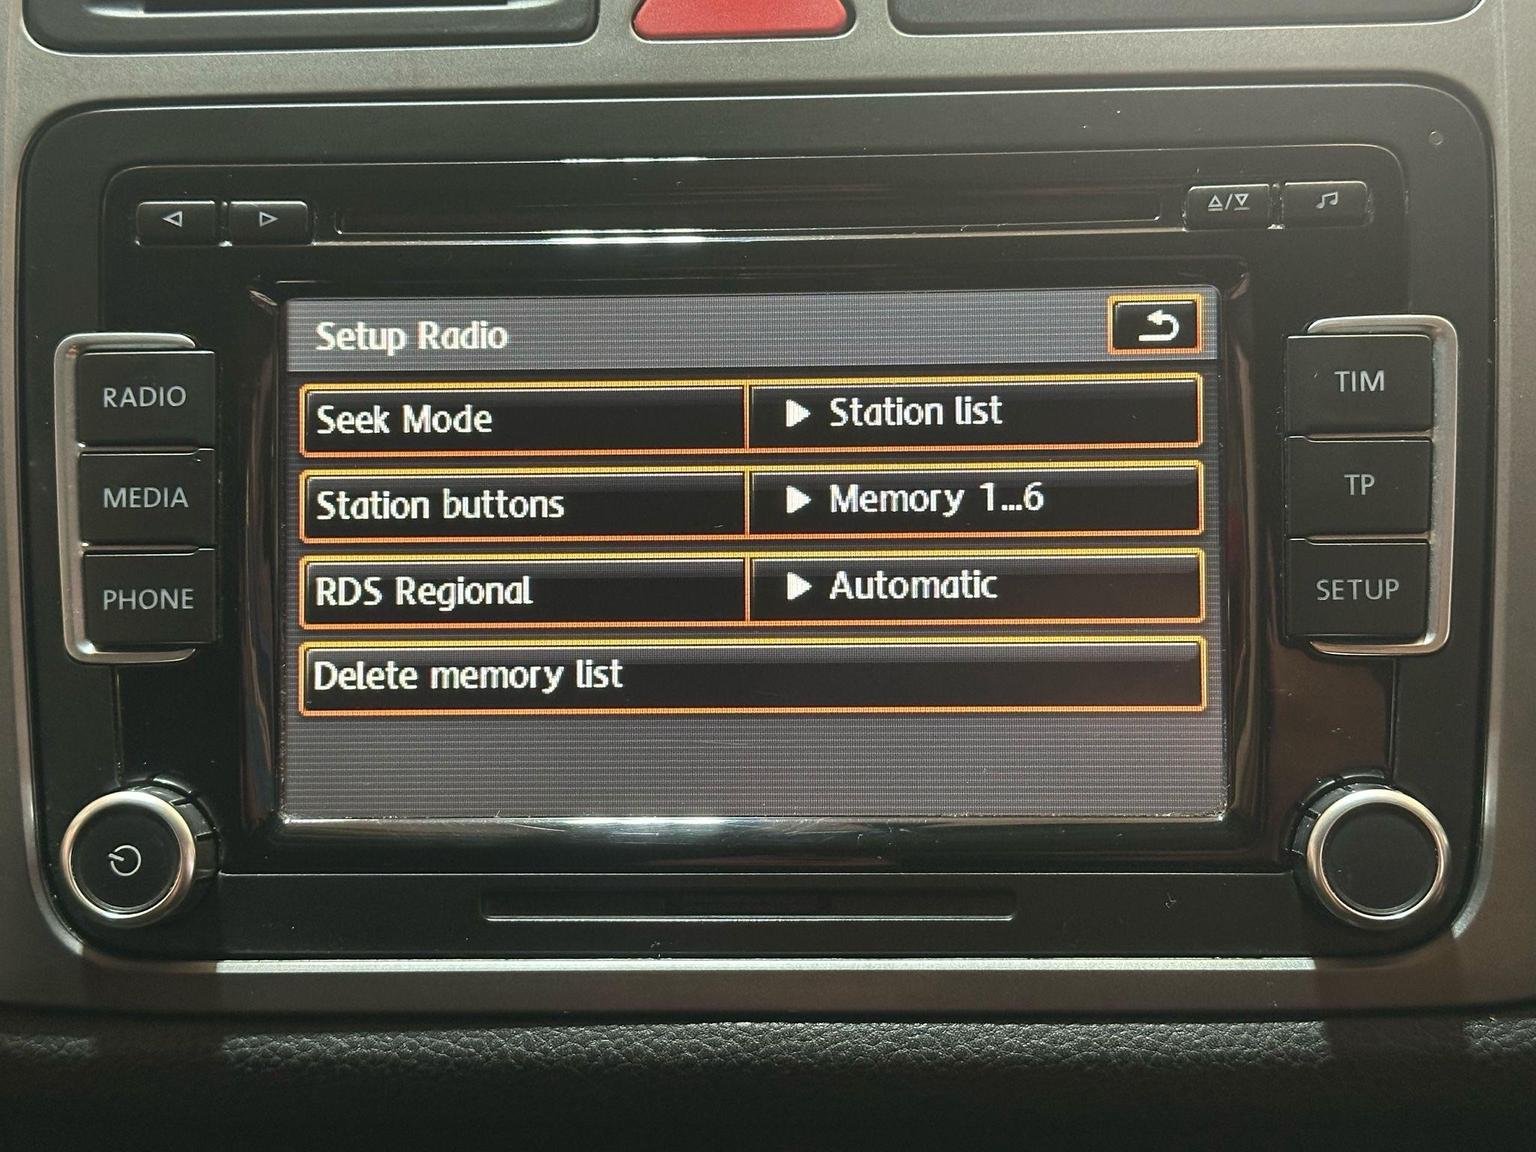 Setup Radio
RADIO
Seek Mode
Station list
TIM
MEDIA
Station buttons
Memory 1...6
TP
PHONE
RDS Regional
Automatic
SETUP
Delete memory list